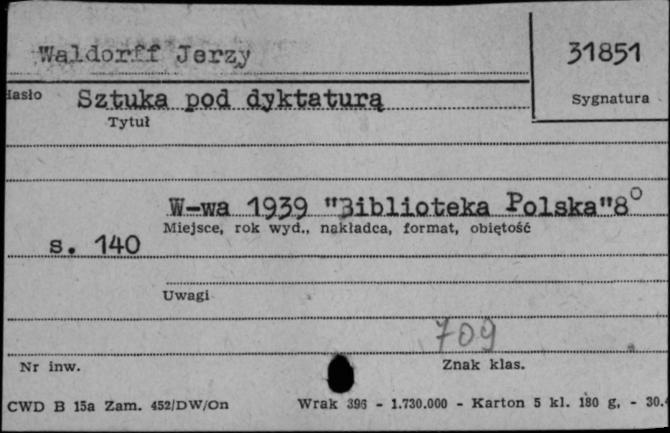 Waldorff Jerzy
31851
Hasło Sztuka pod dyktaturą
Sygnatura
Tytuł
W-wa 1939 "Biblioteka Polska" 8°
Miejsce, rok wyd., nakładca, format, objętość
s. 140
Uwagi
709
Nr inw.
Znak klas.
CWD B 15a Zam. 452/DW/On Wrak 396 - 1.730.000 - Karton 5 kl. 180 g, - 30.